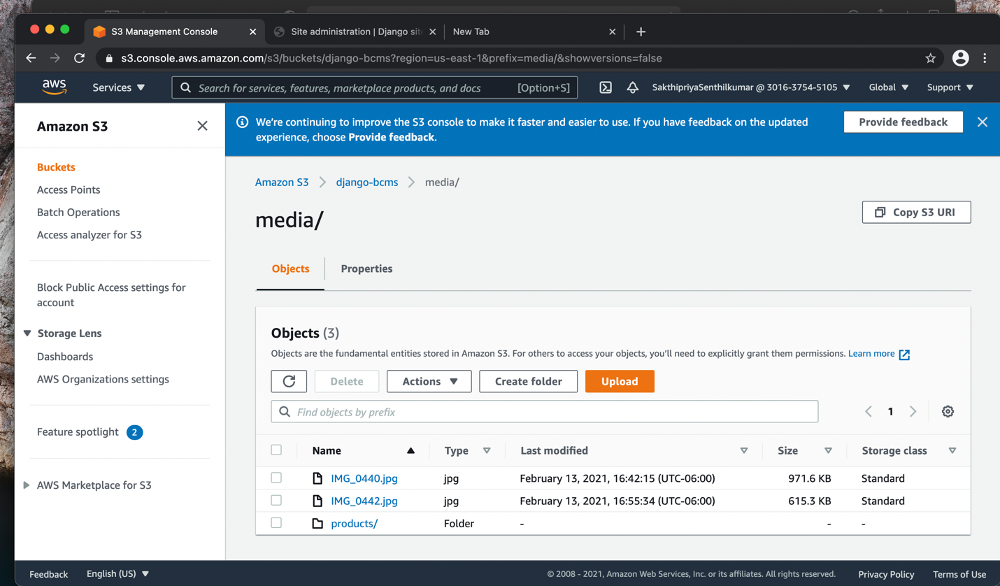 S3 Management Console
Site administration | Django sit
New Tab
s3.console.aws.amazon.com/s3/buckets/django-bcms?region=us-east-1&prefix=media/&showversions=false
aws
Services
Search for services, features, marketplace products, and docs
[Option+S]
SakthipriyaSenthilkumar @ 3016-3754-5105
Global
Support
Amazon S3
We're continuing to improve the S3 console to make it faster and easier to use. If you have feedback on the updated
experience, choose Provide feedback.
Provide feedback
Buckets
Access Points
Batch Operations
Access analyzer for S3
Block Public Access settings for
account
Storage Lens
Dashboards
AWS Organizations settings
Feature spotlight 2
AWS Marketplace for S3
Amazon S3 > django-bcms > media/
media/
Copy S3 URI
Objects
Properties
Objects (3)
Objects are the fundamental entities stored in Amazon S3. For others to access your objects, you'll need to explicitly grant them permissions. Learn more
Delete
Actions
Create folder
Upload
Find objects by prefix
1
Name Type Last modified Size Storage class
IMG_0440.jpg jpg February 13, 2021, 16:42:15 (UTC-06:00) 971.6 KB Standard
IMG_0442.jpg jpg February 13, 2021, 16:55:34 (UTC-06:00) 615.3 KB Standard
products/ Folder - - -
Feedback
English (US)
© 2008 - 2021, Amazon Web Services, Inc. or its affiliates. All rights reserved.
Privacy Policy
Terms of Use